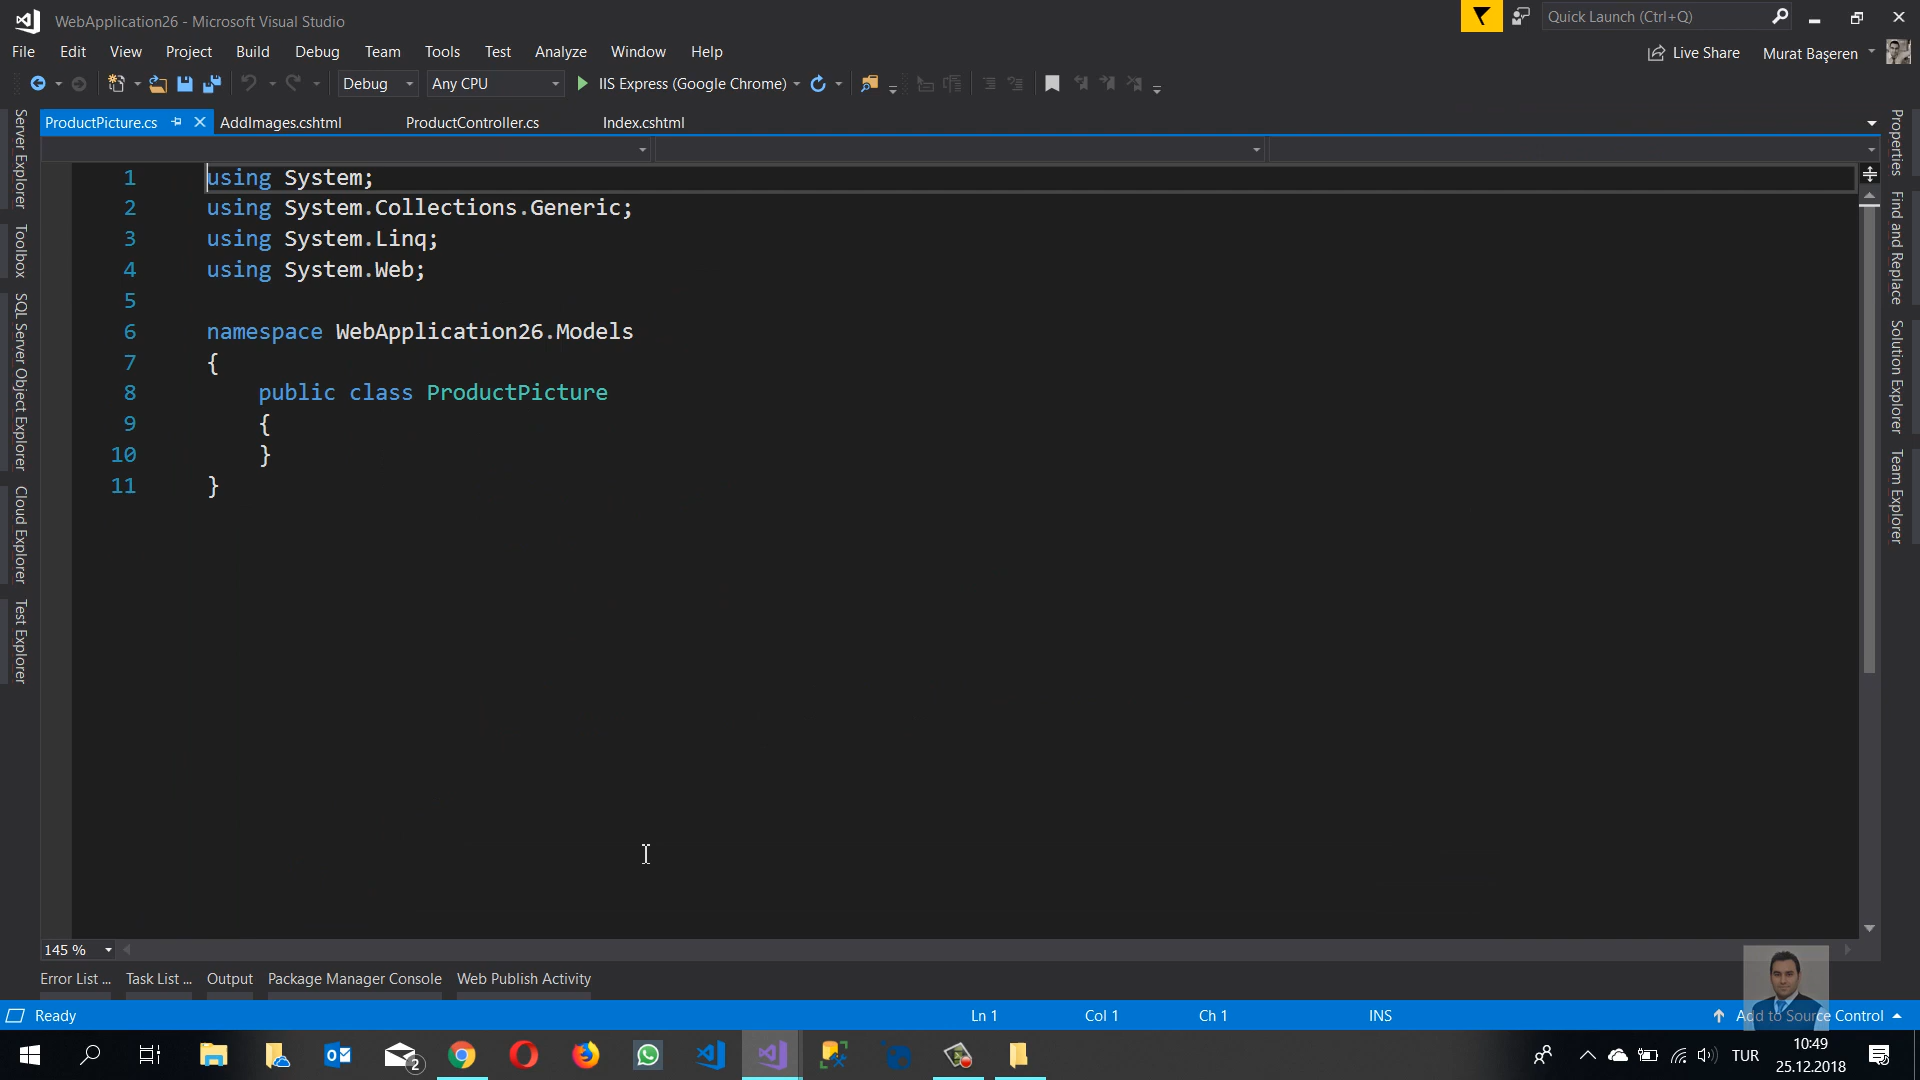 WebApplication26 - Microsoft Visual Studio
Quick Launch (Ctrl+Q)
File Edit View Project Build Debug Team Tools Test Analyze Window Help
Live Share Murat Başeren
Debug Any CPU IIS Express (Google Chrome)
ProductPicture.cs AddImages.cshtml ProductController.cs Index.cshtml
Server Explorer
Toolbox
SQL Server Object Explorer
Cloud Explorer
Test Explorer
1 using System;
2 using System.Collections.Generic;
3 using System.Linq;
4 using System.Web;
5
6 namespace WebApplication26.Models
7 {
8 public class ProductPicture
9 {
10 }
11 }
Properties
Find and Replace
Solution Explorer
Team Explorer
145 %
Error List ... Task List ... Output Package Manager Console Web Publish Activity
Ready Ln 1 Col 1 Ch 1 INS Add to Source Control
2 TUR 10:49
25.12.2018